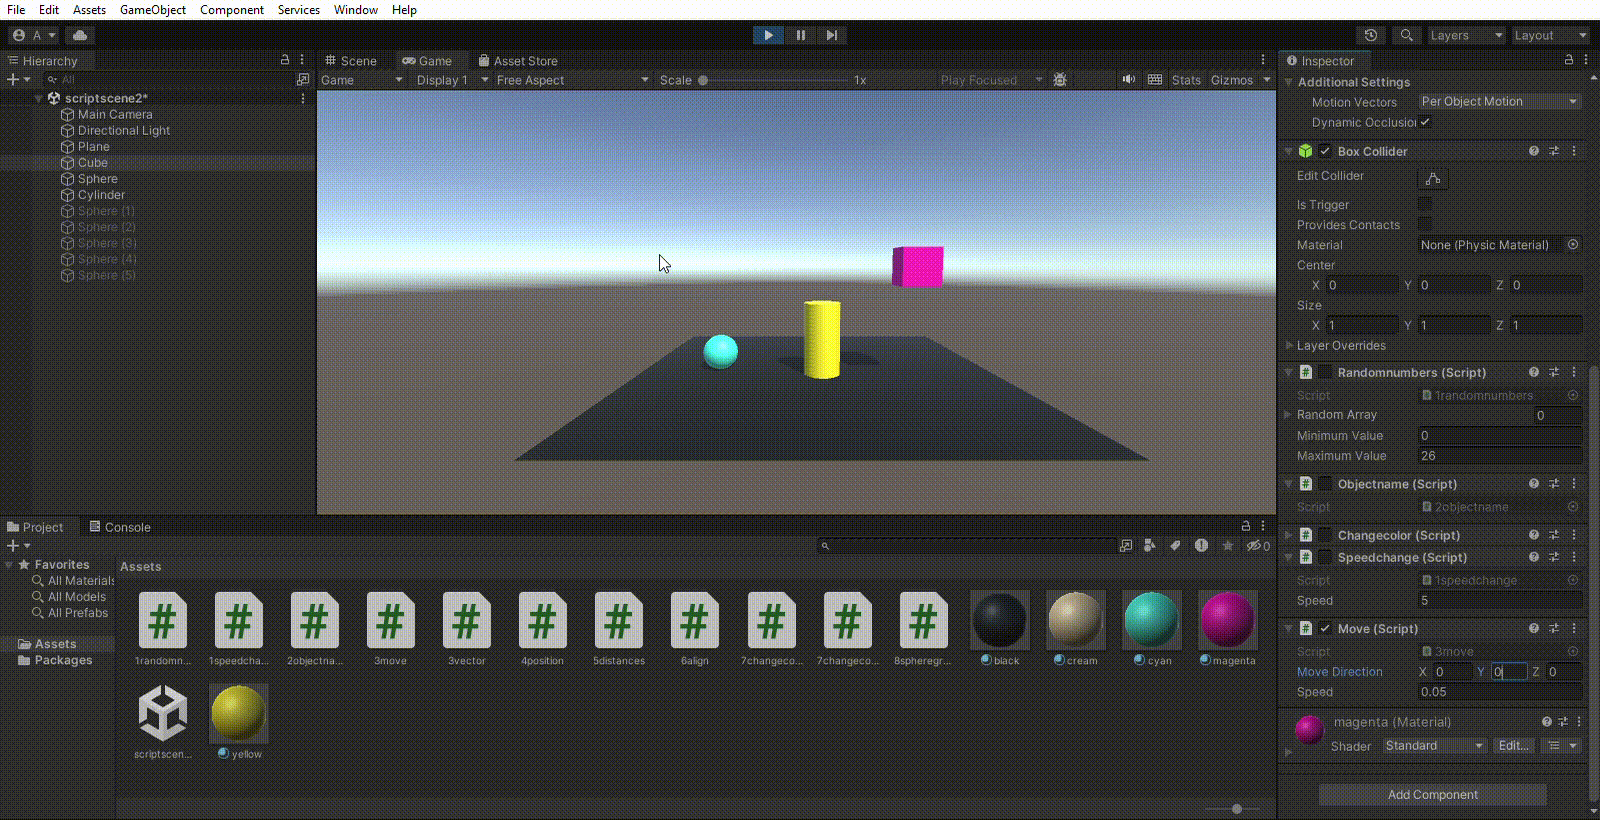 File Edit Assets GameObject Component Services Window Help
A Layers Layout
Hierarchy
All
scriptscene2*
Main Camera
Directional Light
Plane
Cube
Sphere
Cylinder
Sphere (1)
Sphere (2)
Sphere (3)
Sphere (4)
Sphere (5)
Scene Game Asset Store
Game Display 1 Free Aspect Scale 1x Play Focused Stats Gizmos
Inspector
Additional Settings
Motion Vectors Per Object Motion
Dynamic Occlusion
Box Collider
Edit Collider
Is Trigger
Provides Contacts
Material None (Physic Material)
Center
X 0 Y 0 Z 0
Size
X 1 Y 1 Z 1
Layer Overrides
Randomnumbers (Script)
Script # 1randomnumbers
Random Array 0
Minimum Value 0
Maximum Value 26
Objectname (Script)
Script # 2objectname
Changecolor (Script)
Speedchange (Script)
Script # 1speedchange
Speed 5
Move (Script)
Script # 3move
Move Direction X 0 Y 0 Z 0
Speed 0.05
magenta (Material)
Shader Standard Edit...
Add Component
Project Console
0
Favorites
All Materials
All Models
All Prefabs
Assets
Packages
Assets
# # # # # # # # # # #
1randomn... 1speedcha... 2objectna... 3move 3vector 4position 5distances 6align 7changeco... 7changeco... 8spheregr... black cream cyan magenta
scriptscen... yellow